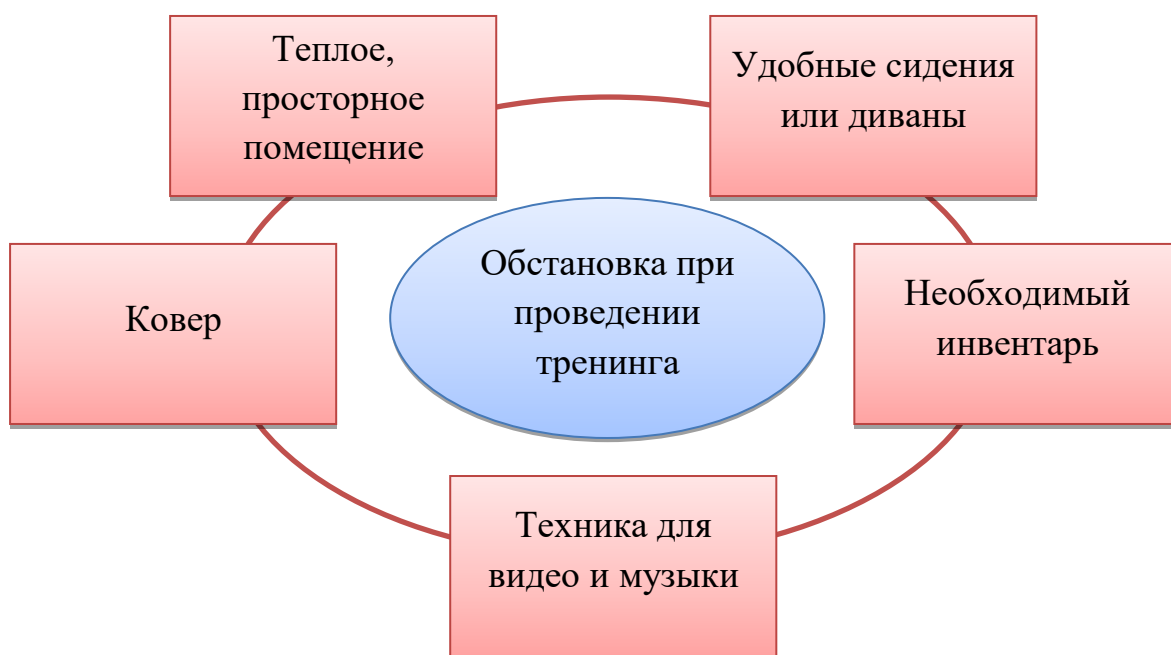 Теплое,
просторное
помещение
Удобные сидения
или диваны
Ковер
Обстановка при
проведении
тренинга
Необходимый
инвентарь
Техника для
видео и музыки